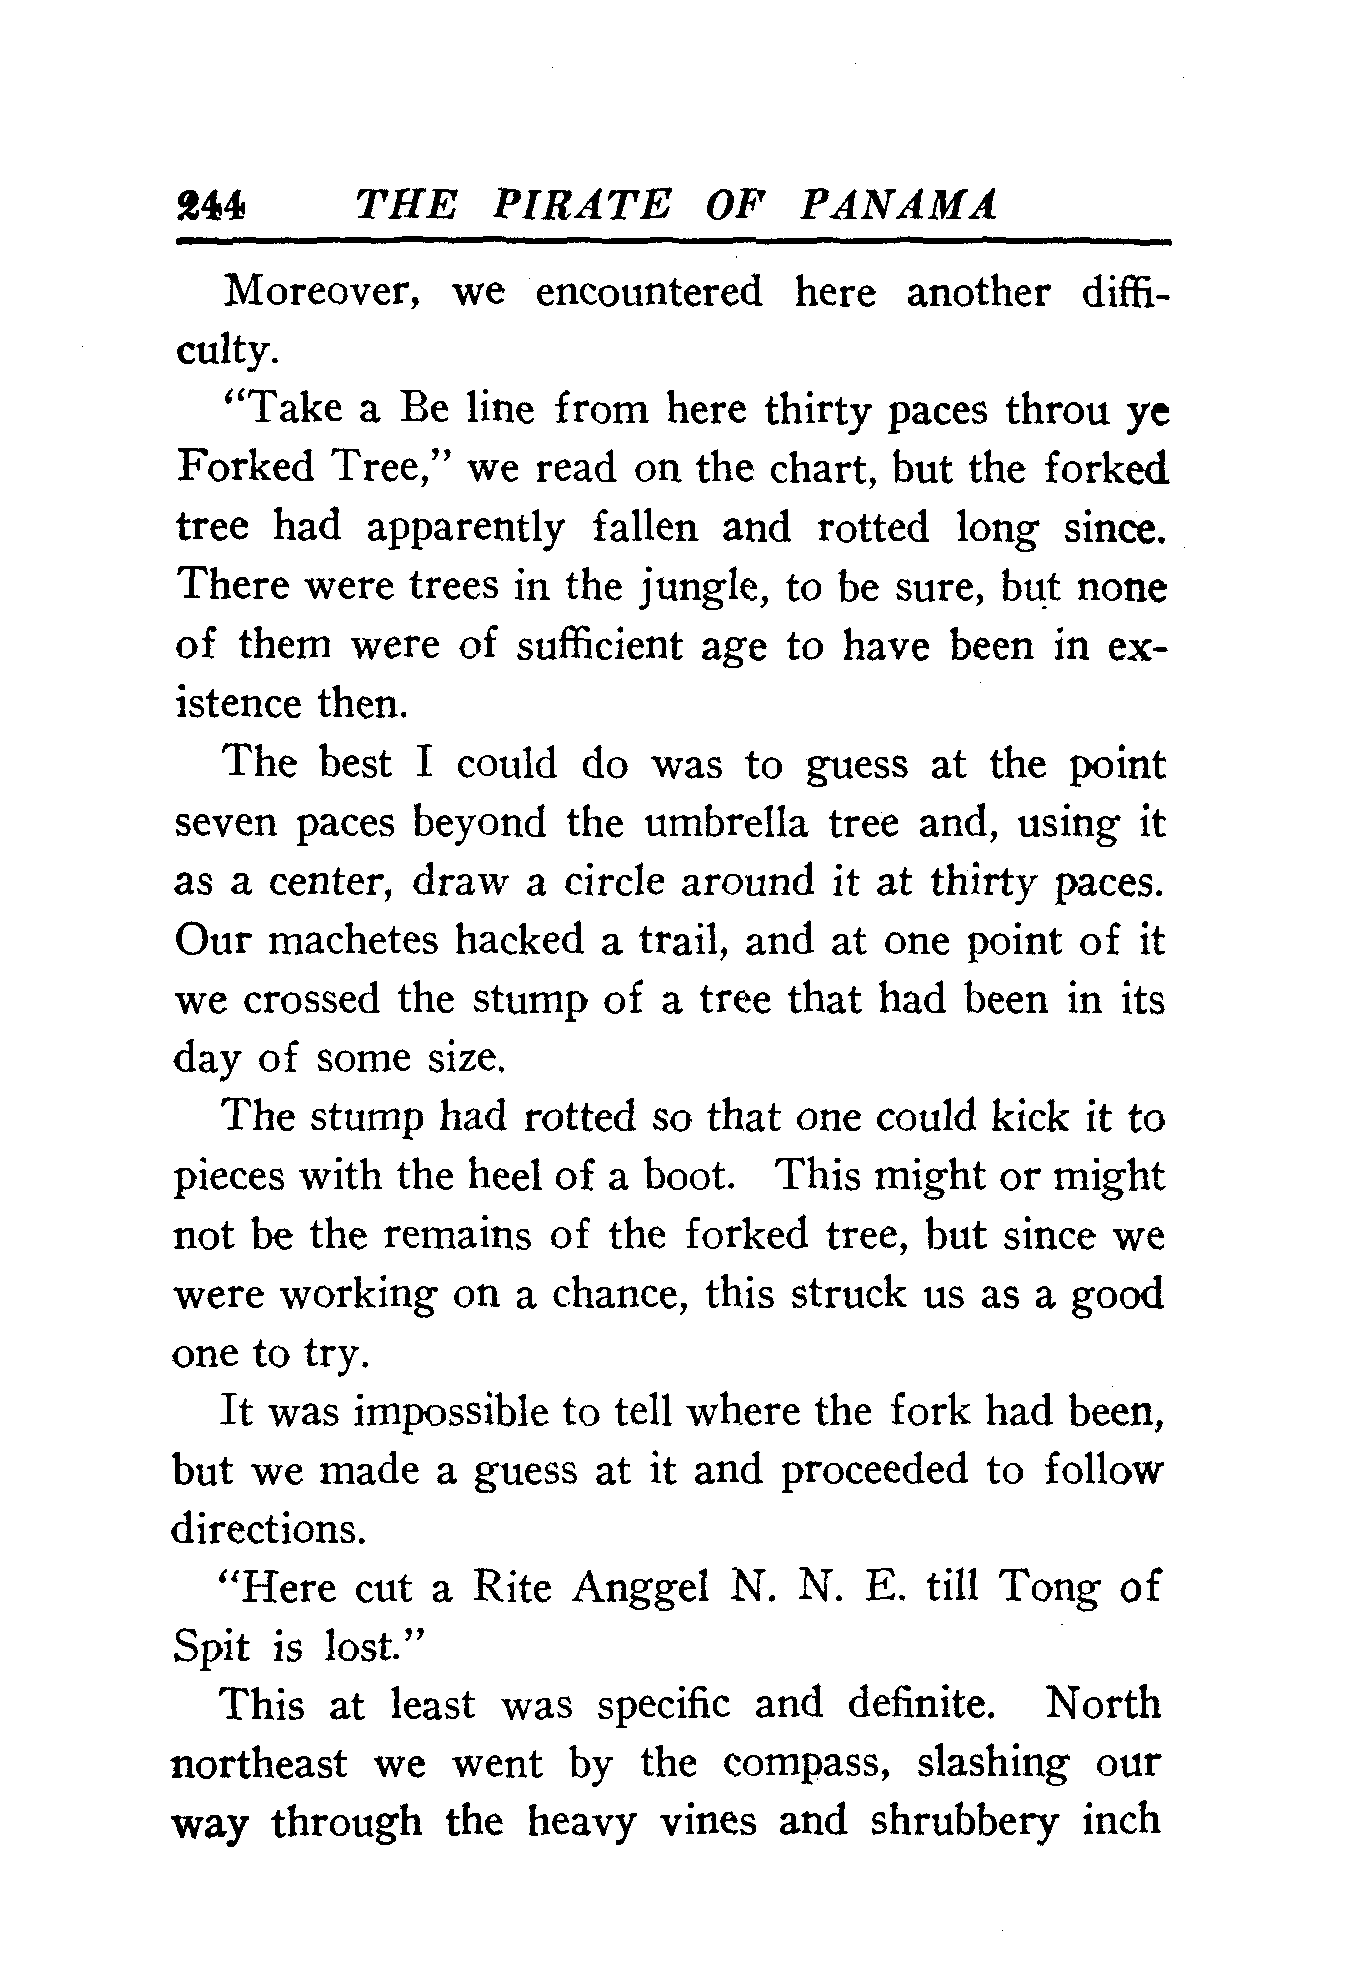 244 THE PIRATE OF PANAMA
Moreover, we encountered here another diffi-
culty.
"Take a Be line from here thirty paces throu ye
Forked Tree," we read on the chart, but the forked
tree had apparently fallen and rotted long since.
There were trees in the jungle, to be sure, but none
of them were of sufficient age to have been in ex-
istence then.
The best I could do was to guess at the point
seven paces beyond the umbrella tree and, using it
as a center, draw a circle around it at thirty paces.
Our machetes hacked a trail, and at one point of it
we crossed the stump of a tree that had been in its
day of some size.
The stump had rotted so that one could kick it to
pieces with the heel of a boot. This might or might
not be the remains of the forked tree, but since we
were working on a chance, this struck us as a good
one to try.
It was impossible to tell where the fork had been,
but we made a guess at it and proceeded to follow
directions.
"Here cut a Rite Anggel N. N. E. till Tong of
Spit is lost."
This at least was specific and definite. North
northeast we went by the compass, slashing our
way through the heavy vines and shrubbery inch